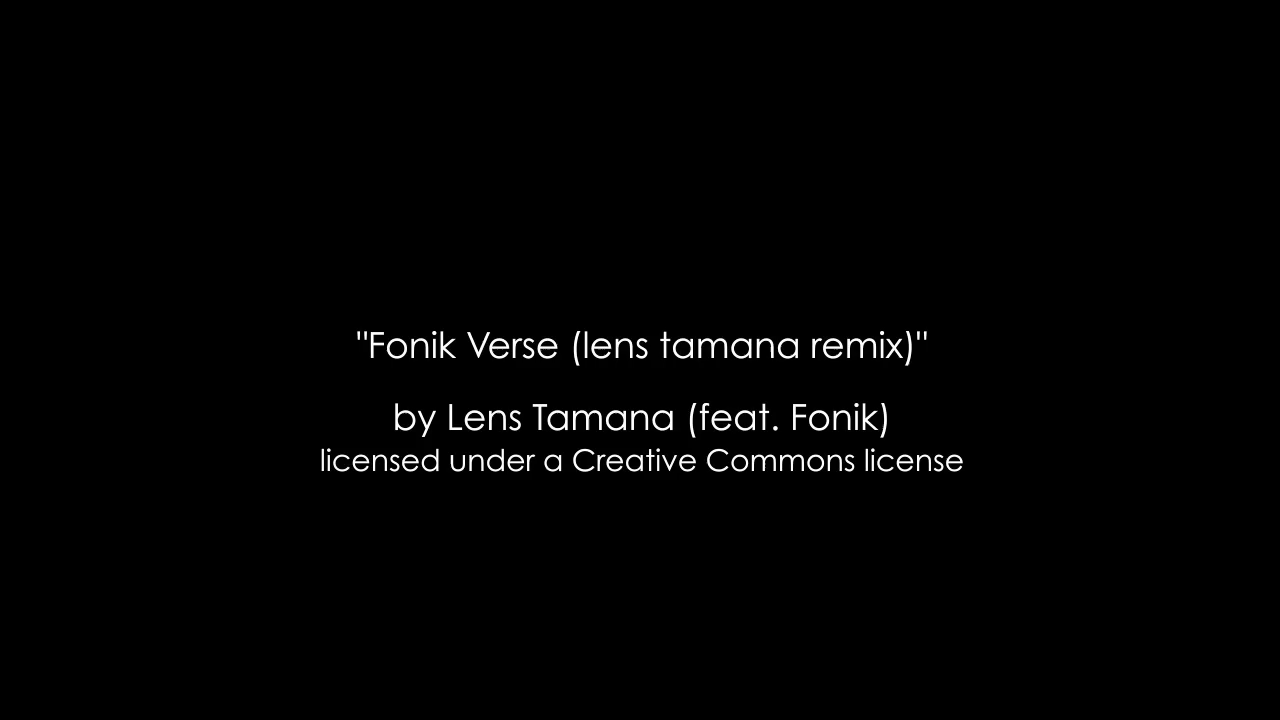 "Fonik Verse (lens tamana remix)"
by Lens Tamana (feat. Fonik)
licensed under a Creative Commons license